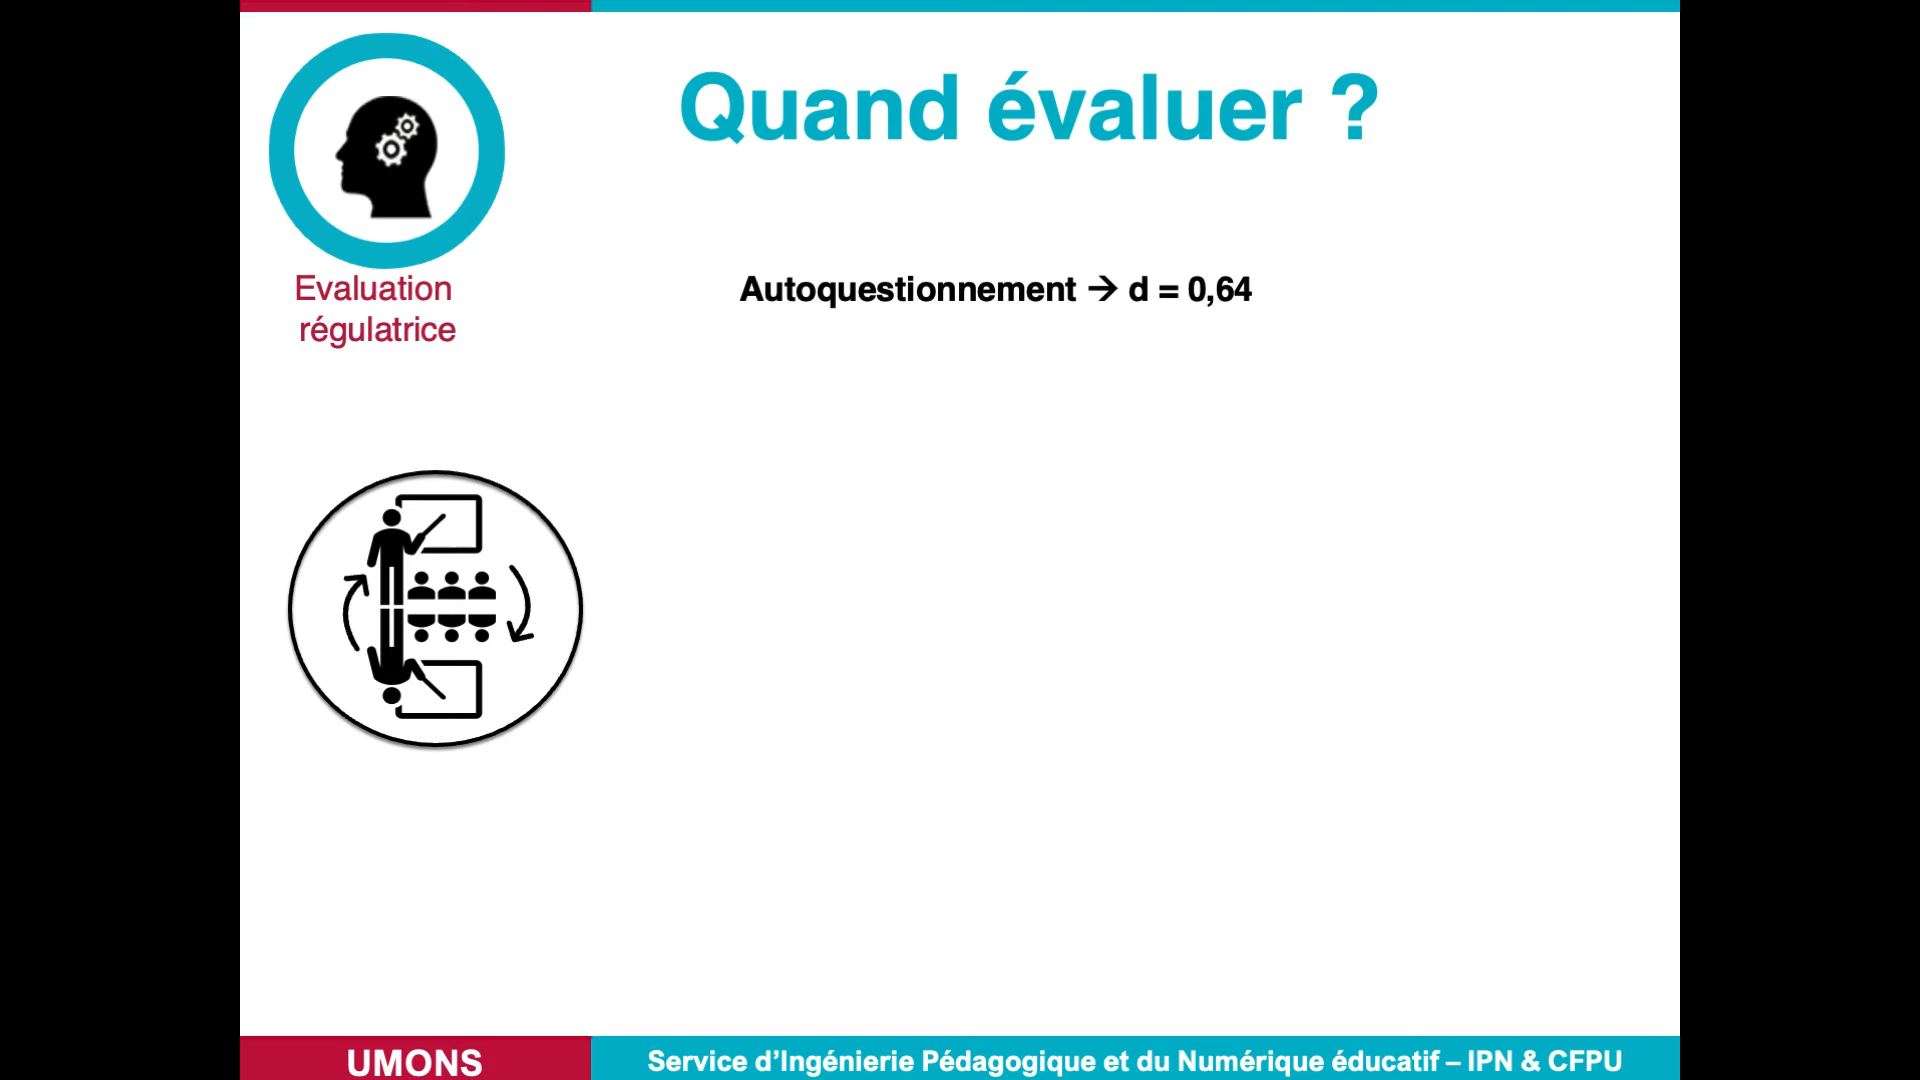 Quand évaluer ?
Evaluation
régulatrice
Autoquestionnement → d = 0,64
UMONS
Service d’Ingénierie Pédagogique et du Numérique éducatif – IPN & CFPU